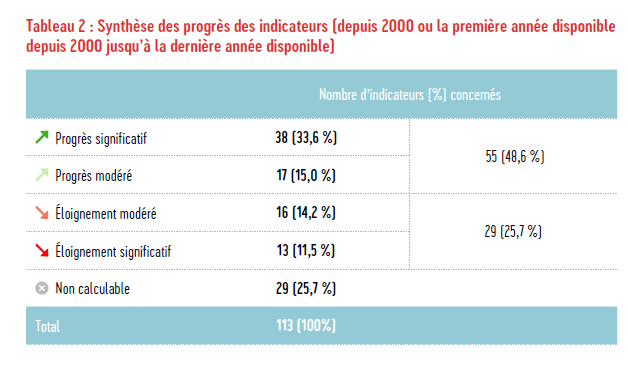 Tableau 2 : Synthèse des progrès des indicateurs (depuis 2000 ou la première année disponible
depuis 2000 jusqu'à la dernière année disponible)
Nombre d'indicateurs (%) concernés
Progrès significatif 38 (33,6 %)
55 (48,6 %)
Progrès modéré 17 (15,0 %)
Éloignement modéré 16 (14,2 %)
29 (25,7 %)
Éloignement significatif 13 (11,5 %)
Non calculable 29 (25,7 %)
Total 113 (100%)